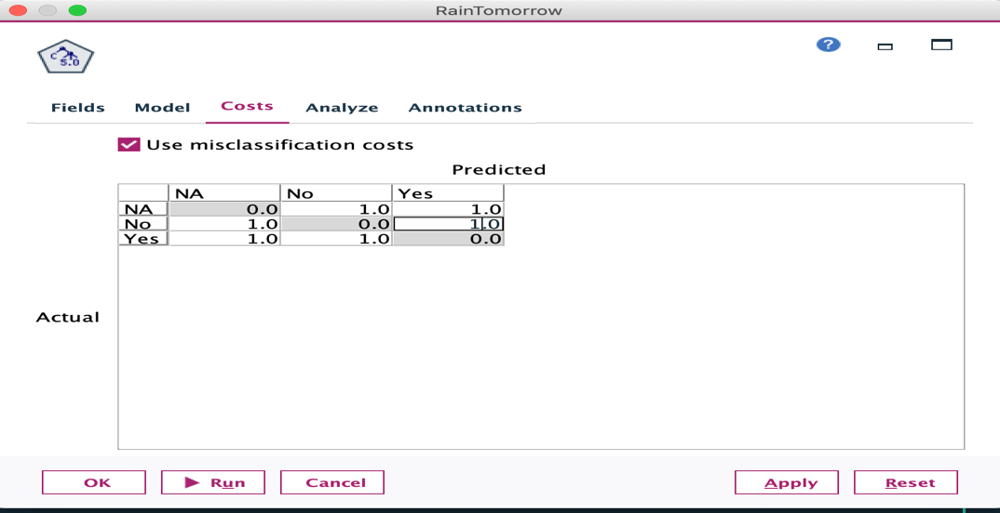 RainTomorrow
C 5.0
?
Fields Model Costs Analyze Annotations
Use misclassification costs
Predicted
NA No Yes
NA 0.0 1.0 1.0
No 1.0 0.0 1.0
Yes 1.0 1.0 0.0
Actual
OK Run Cancel Apply Reset